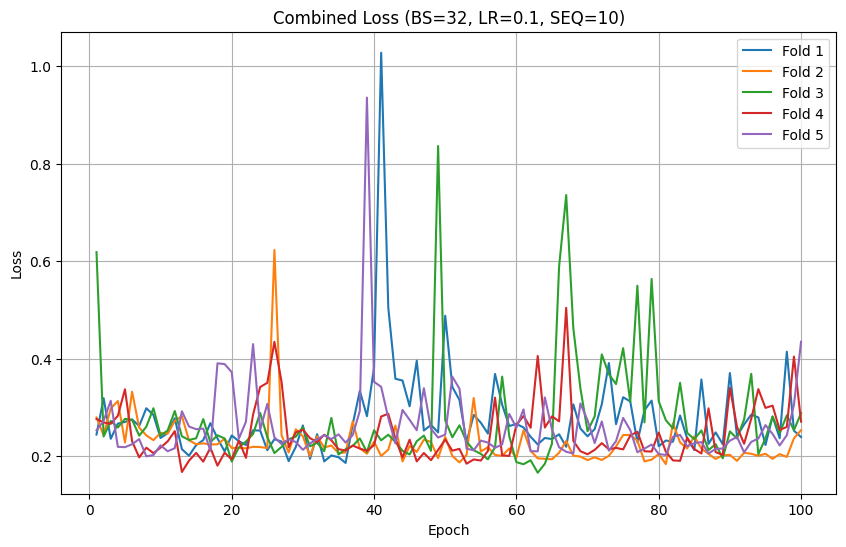 Combined Loss (BS=32, LR=0.1, SEQ=10)
Fold 1
Fold 2
Fold 3
Fold 4
Fold 5
Loss
1.0
0.8
0.6
0.4
0.2
0
20
40
60
80
100
Epoch